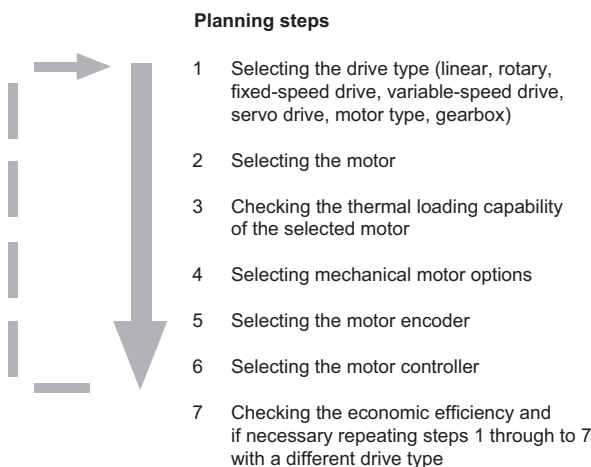 Planning steps
1 Selecting the drive type (linear, rotary,
fixed-speed drive, variable-speed drive,
servo drive, motor type, gearbox)
2 Selecting the motor
3 Checking the thermal loading capability
of the selected motor
4 Selecting mechanical motor options
5 Selecting the motor encoder
6 Selecting the motor controller
7 Checking the economic efficiency and
if necessary repeating steps 1 through to 7
with a different drive type